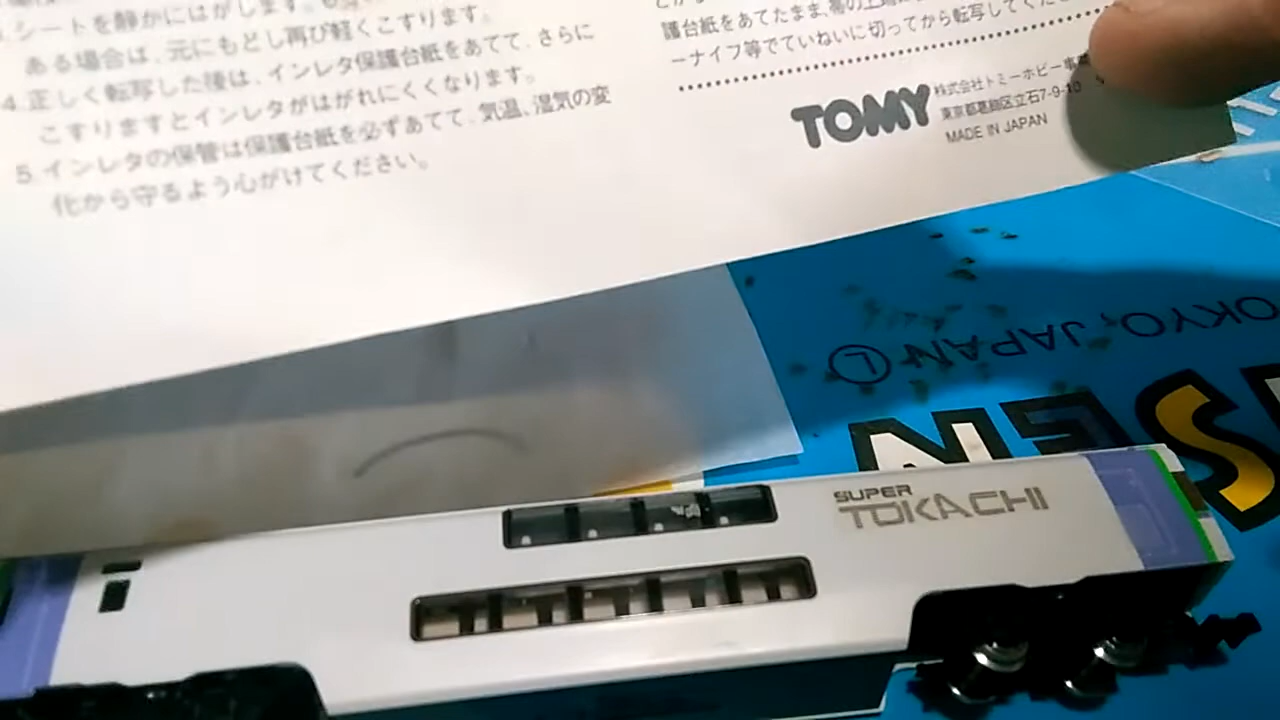 シートを静かにはがします。
ある場合は、元にもどし再び軽くこすります。
4.正しく転写した後は、インレタ保護台紙をあてて、さらに
こすりますとインレタがはがれにくくなります。
5.インレタの保管は保護台紙を必ずあてて、気温、湿気の変
化から守るよう心がけてください。
護台紙をあてたまま、帯の
ーナイフ等でていねいに切ってから転写してくだ
TOMY
株式会社トミーホビー事
東京都葛飾区立石7-9-10
MADE IN JAPAN
OKYO, JAPAN Ⓛ
SEN
SUPER
TOKACHI